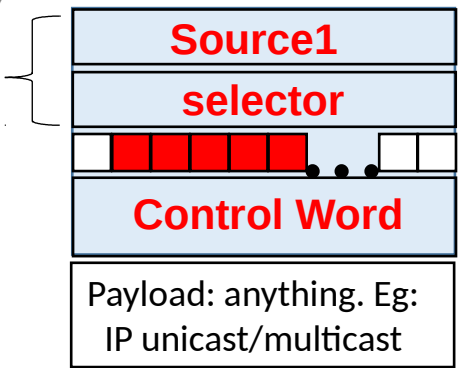 Source1
selector
Control Word
Payload: anything. Eg:
IP unicast/multicast